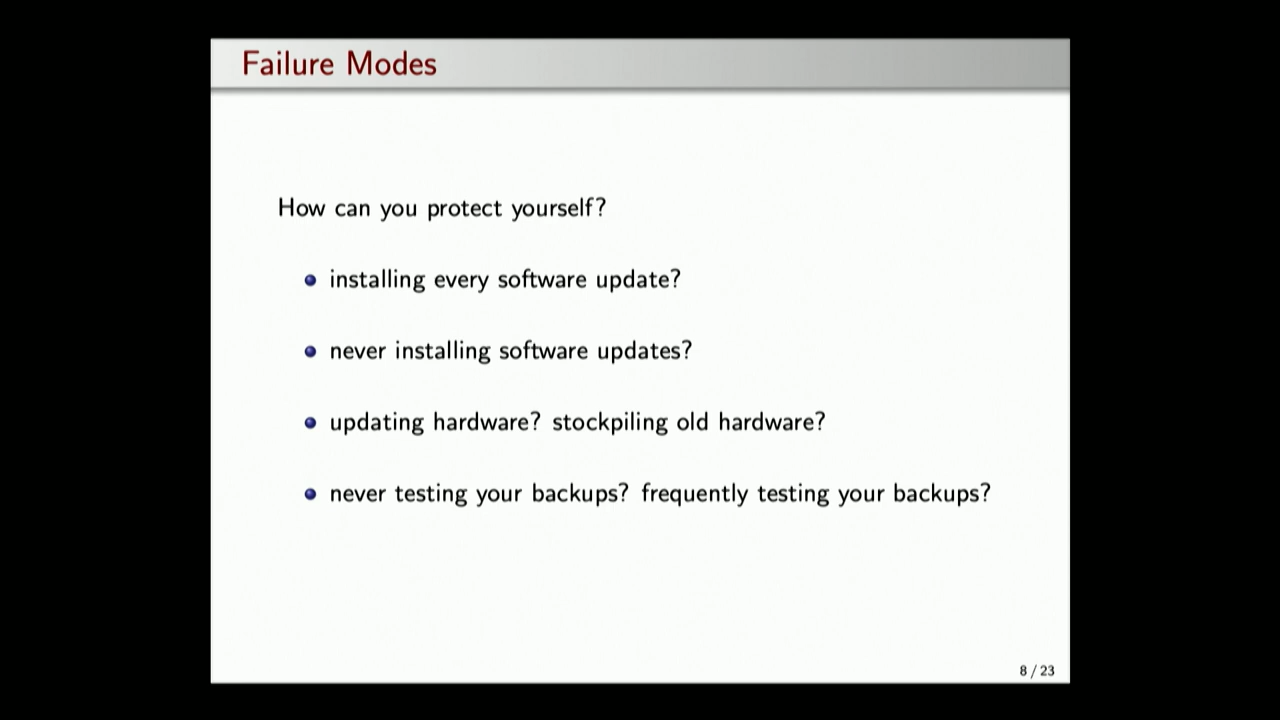 Failure Modes
How can you protect yourself?
installing every software update?
never installing software updates?
updating hardware? stockpiling old hardware?
never testing your backups? frequently testing your backups?
8 / 23